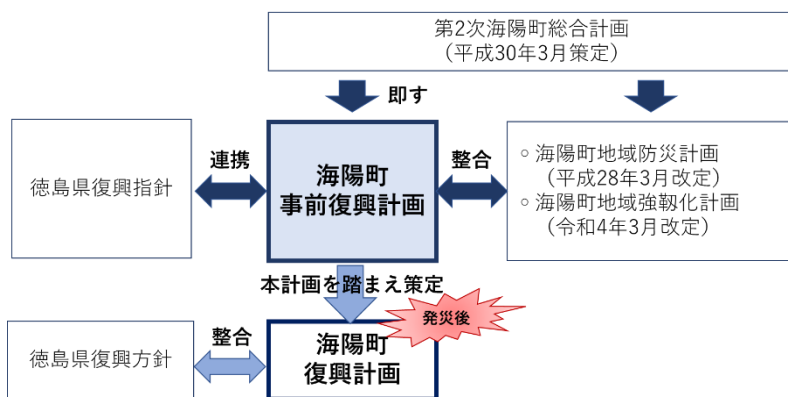 第2次海陽町総合計画
（平成30年3月策定）
即す
徳島県復興指針
連携
海陽町
事前復興計画
整合
○ 海陽町地域防災計画
（平成28年3月改定）
○ 海陽町地域強靱化計画
（令和4年3月改定）
本計画を踏まえ策定
発災後
徳島県復興方針
整合
海陽町
復興計画